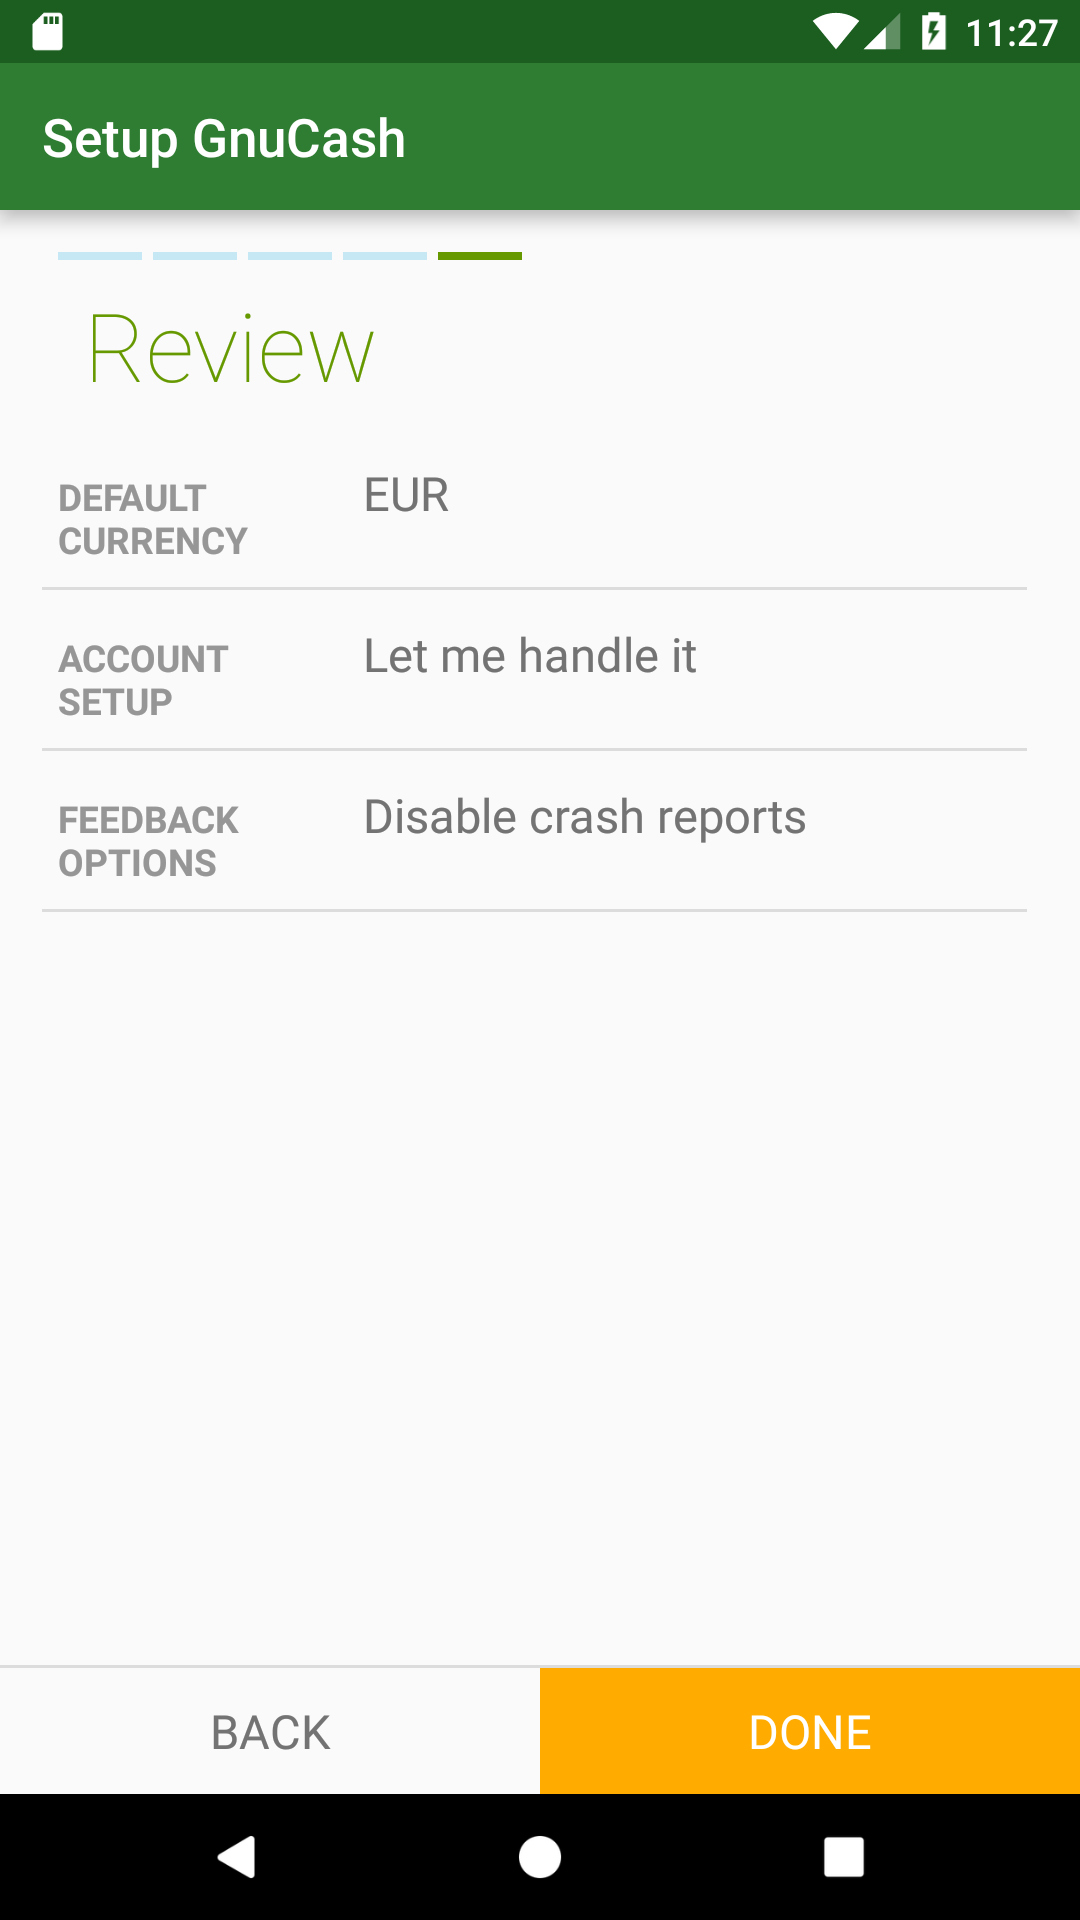 11:27
Setup GnuCash
Review
DEFAULT
CURRENCY
EUR
ACCOUNT
SETUP
Let me handle it
FEEDBACK
OPTIONS
Disable crash reports
BACK
DONE